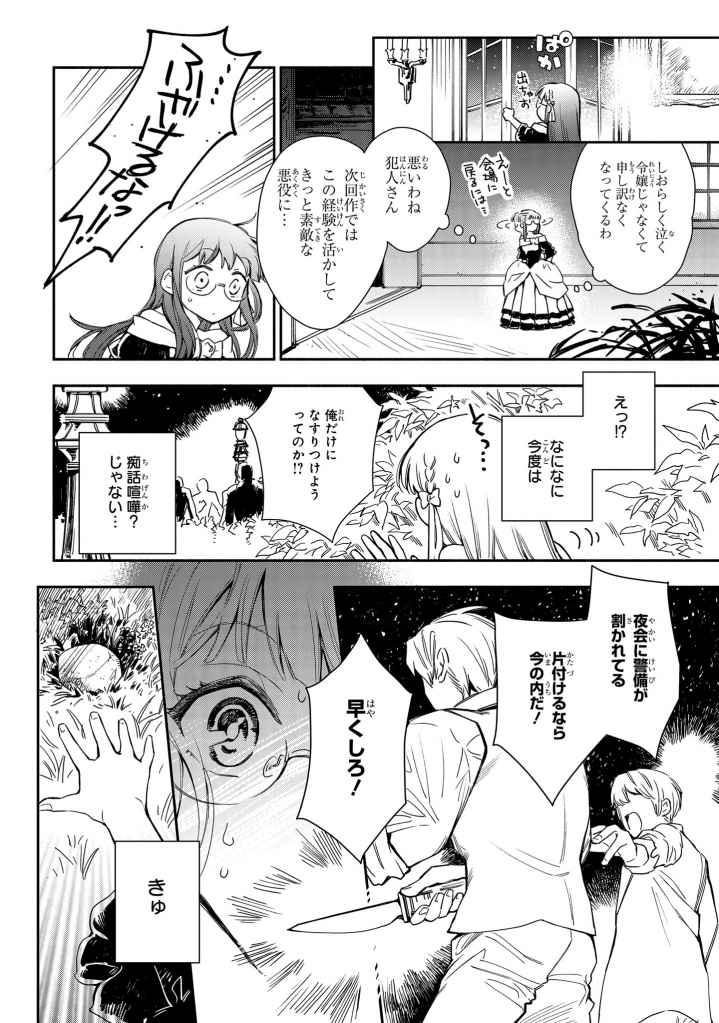 ぱか
出ちゃお
しおらしく泣く
令嬢じゃなくて
申し訳なく
なってくるわ
えーと
会場に
戻るには…
悪いわね
犯人さん
次回作では
この経験を活かして
きっと素敵な
悪役に…
……
ふざけるなっ!!
えっ!?
なになに
今度は
そっ…
俺だけに
なすりつけよう
ってのか!?
痴話喧嘩?
じゃない…
夜会に警備が
割かれてる
片付けるなら
今の内だ!
早くしろ!
きゅ